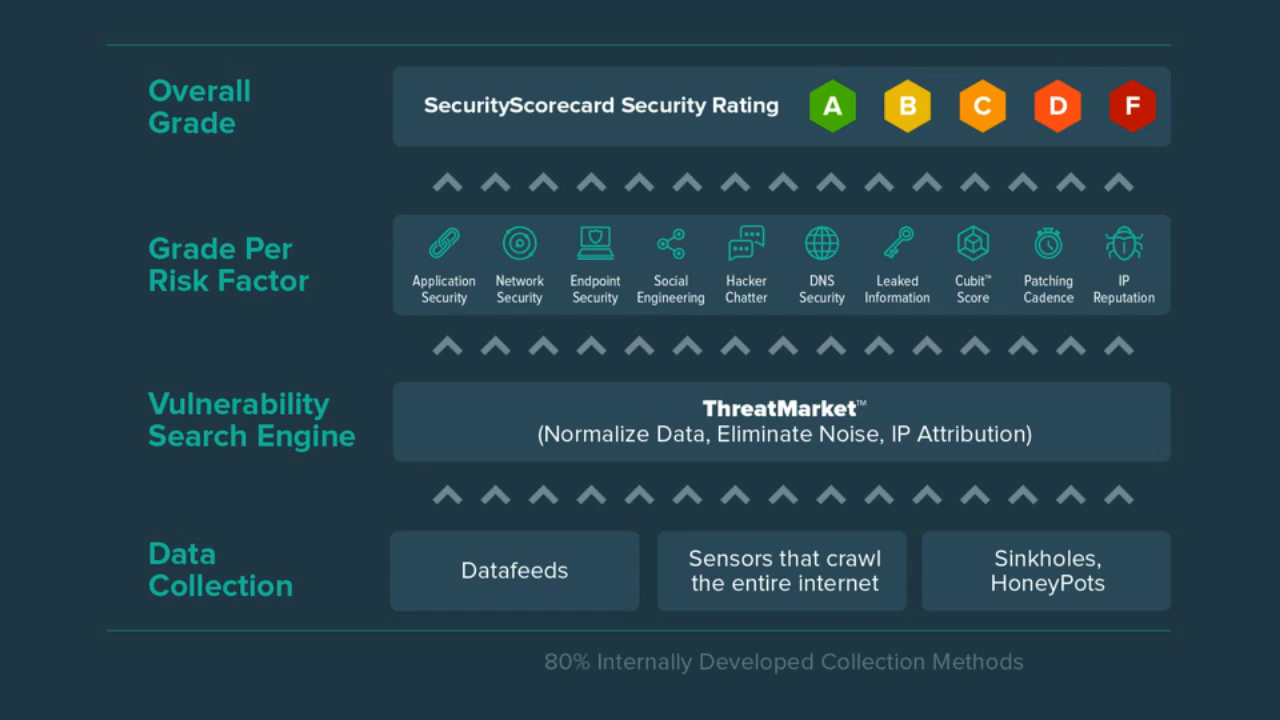 Overall
Grade
SecurityScorecard Security Rating
A
B
C
D
F
Grade Per
Risk Factor
Application
Security
Network
Security
Endpoint
Security
Social
Engineering
Hacker
Chatter
DNS
Security
Leaked
Information
Cubit™
Score
Patching
Cadence
IP
Reputation
Vulnerability
Search Engine
ThreatMarket™
(Normalize Data, Eliminate Noise, IP Attribution)
Data
Collection
Datafeeds
Sensors that crawl
the entire internet
Sinkholes,
HoneyPots
80% Internally Developed Collection Methods